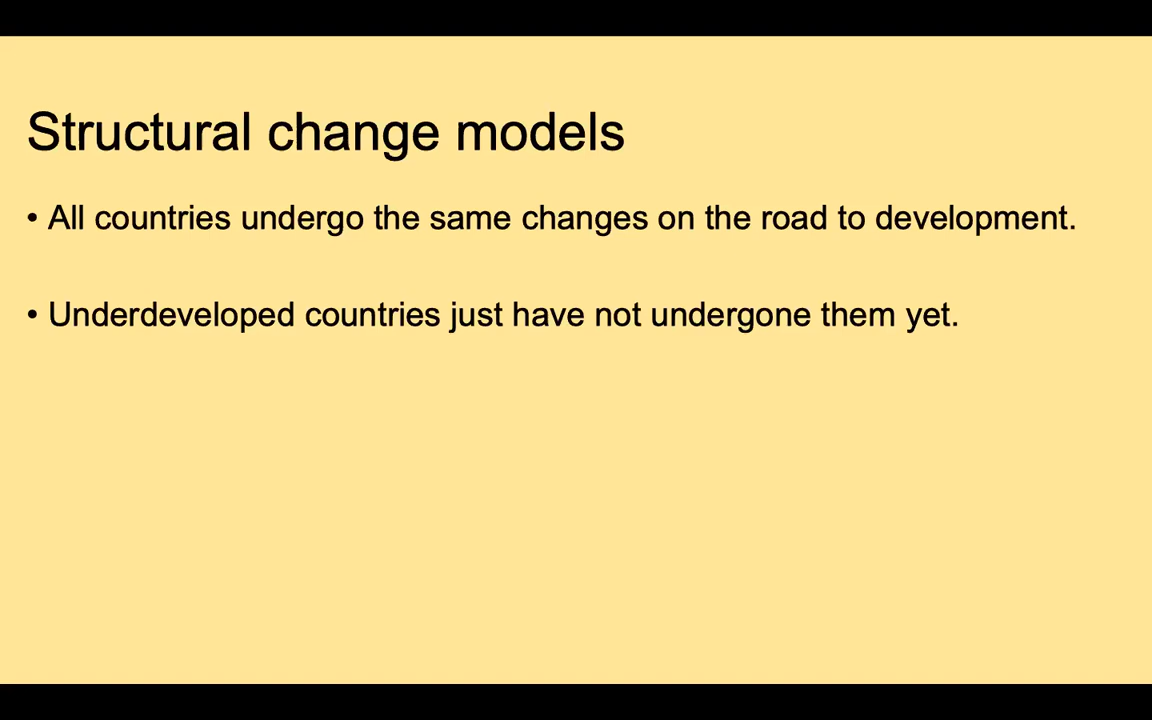 Structural change models
• All countries undergo the same changes on the road to development.
• Underdeveloped countries just have not undergone them yet.